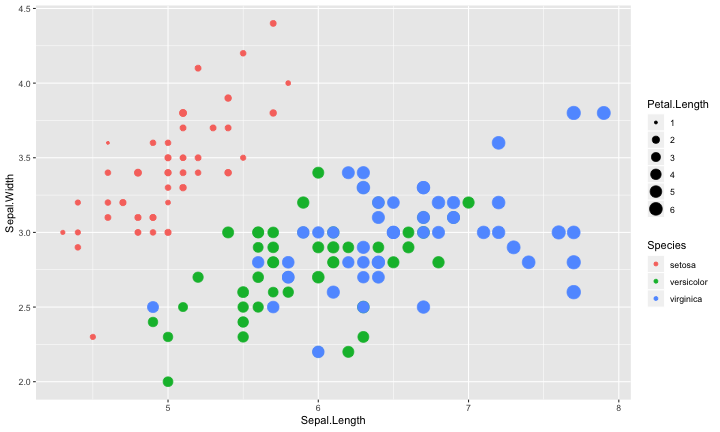 4.5
4.0
3.5
3.0
2.5
2.0
Sepal.Width
5
6
7
8
Sepal.Length
Petal.Length
1
2
3
4
5
6
Species
setosa
versicolor
virginica